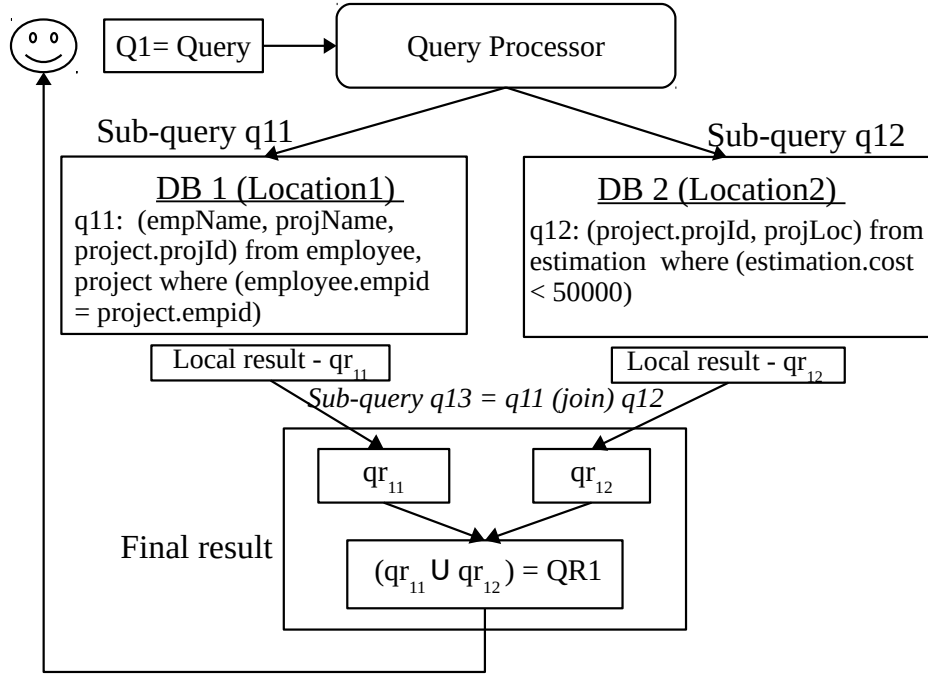 Q1= Query
Query Processor
Sub-query q11
Sub-query q12
DB 1 (Location1)
q11:  (empName, projName,
project.projId) from employee,
project where (employee.empid
= project.empid)
DB 2 (Location2)
q12: (project.projId, projLoc) from
estimation  where (estimation.cost
< 50000)
Local result - qr₁₁
Local result - qr₁₂
Sub-query q13 = q11 (join) q12
qr₁₁
qr₁₂
Final result
(qr₁₁ U qr₁₂) = QR1